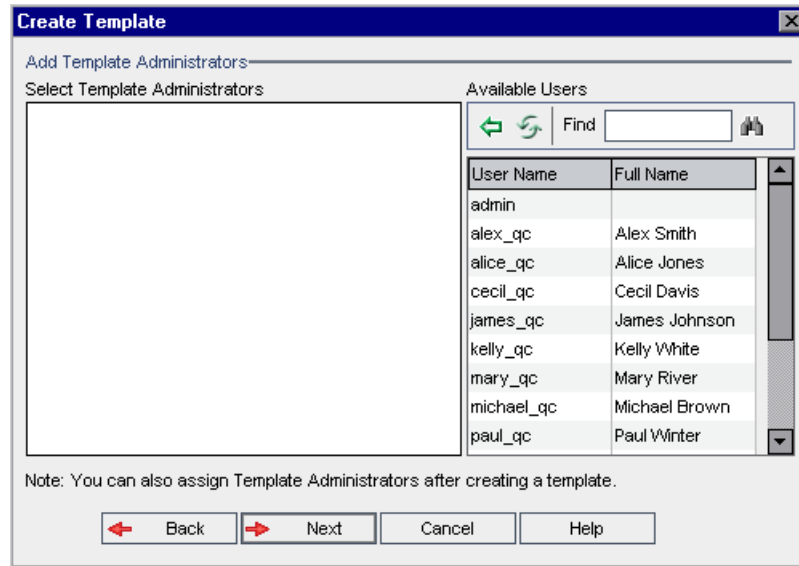 Create Template
Add Template Administrators
Select Template Administrators
Available Users
Find
User Name Full Name
admin
alex_qc Alex Smith
alice_qc Alice Jones
cecil_qc Cecil Davis
james_qc James Johnson
kelly_qc Kelly White
mary_qc Mary River
michael_qc Michael Brown
paul_qc Paul Winter
Note: You can also assign Template Administrators after creating a template.
Back Next Cancel Help